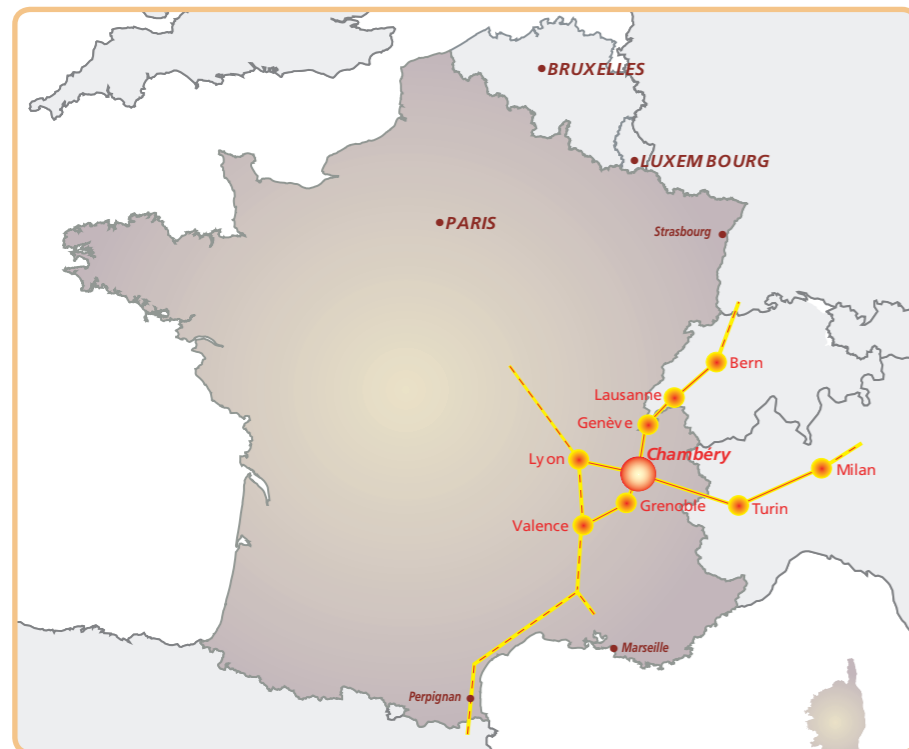 BRUXELLES
LUXEMBOURG
PARIS
Strasbourg
Bern
Lausanne
Genève
Chambéry
Lyon
Milan
Grenoble
Turin
Valence
Marseille
Perpignan